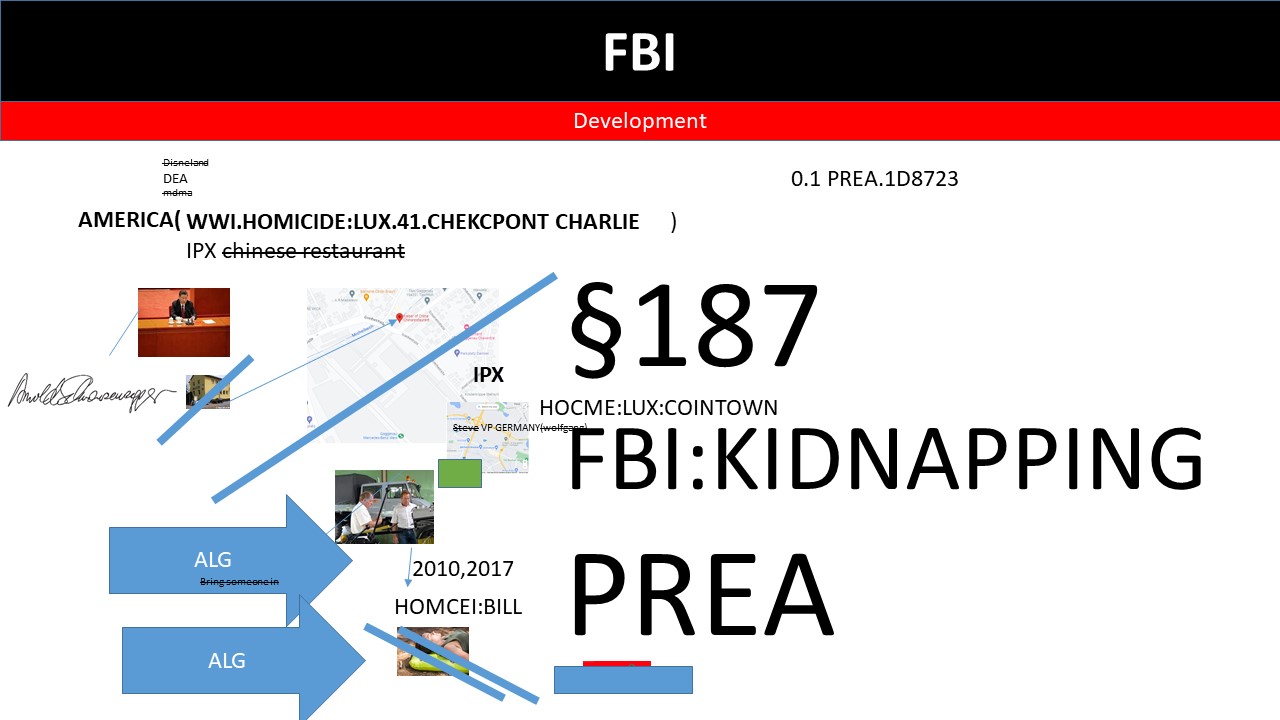 FBI
Development
Disneland
DEA
mdma
0.1 PREA.1D8723
AMERICA( WWI.HOMICIDE:LUX.41.CHEKCPONT CHARLIE )
IPX chinese restaurant
§187
IPX
HOCME:LUX:COINTOWN
Steve VP GERMANY(wolfgang)
FBI:KIDNAPPING
ALG
Bring someone in
2010,2017
PREA
HOMCEI:BILL
ALG